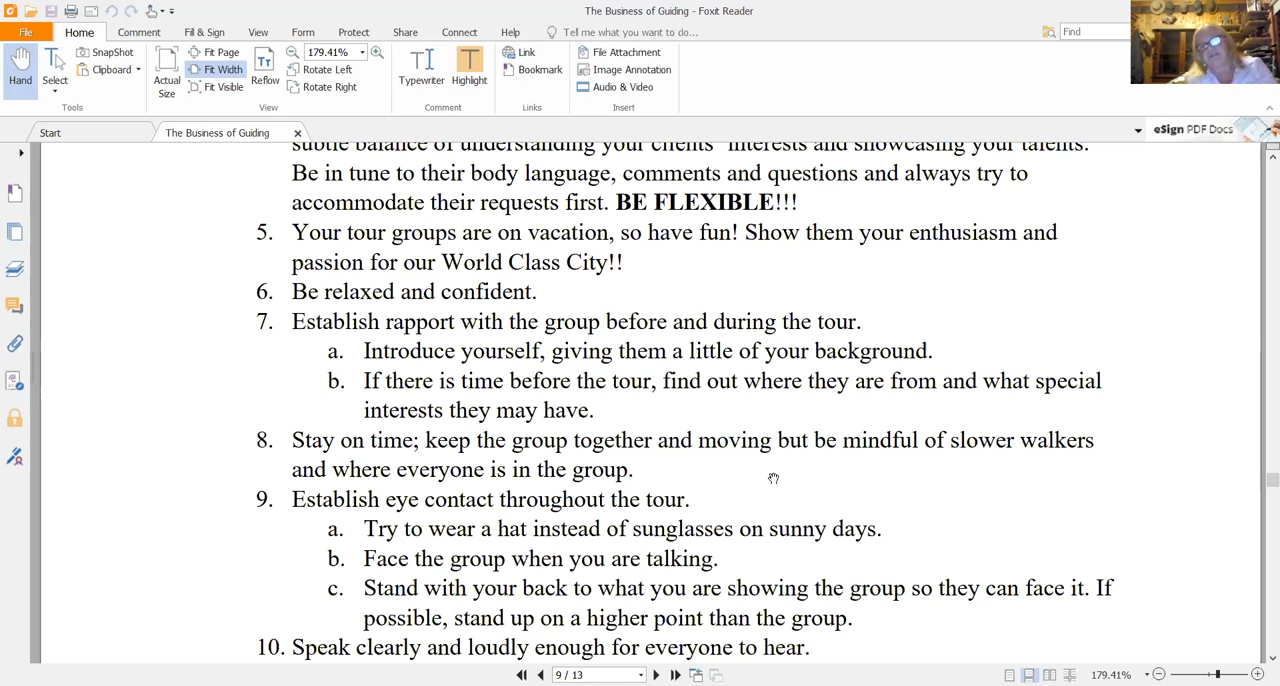 The Business of Guiding - Foxit Reader
File Home Comment View Form Fill & Sign Protect Share Connect Help Tell me what you want to do... Find
Hand Select SnapShot Clipboard Actual Size Fit Page Fit Width Fit Visible Reflow 179.41% Rotate Left Rotate Right Typewriter Highlight Link Bookmark File Attachment Image Annotation Audio & Video
Tools View Comment Links Insert
Start The Business of Guiding eSign PDF Docs
subtle balance of understanding your clients' interests and showcasing your talents.
Be in tune to their body language, comments and questions and always try to
accommodate their requests first. BE FLEXIBLE!!!
5. Your tour groups are on vacation, so have fun! Show them your enthusiasm and
passion for our World Class City!!
6. Be relaxed and confident.
7. Establish rapport with the group before and during the tour.
a. Introduce yourself, giving them a little of your background.
b. If there is time before the tour, find out where they are from and what special
interests they may have.
8. Stay on time; keep the group together and moving but be mindful of slower walkers
and where everyone is in the group.
9. Establish eye contact throughout the tour.
a. Try to wear a hat instead of sunglasses on sunny days.
b. Face the group when you are talking.
c. Stand with your back to what you are showing the group so they can face it. If
possible, stand up on a higher point than the group.
10. Speak clearly and loudly enough for everyone to hear.
9 / 13 179.41%